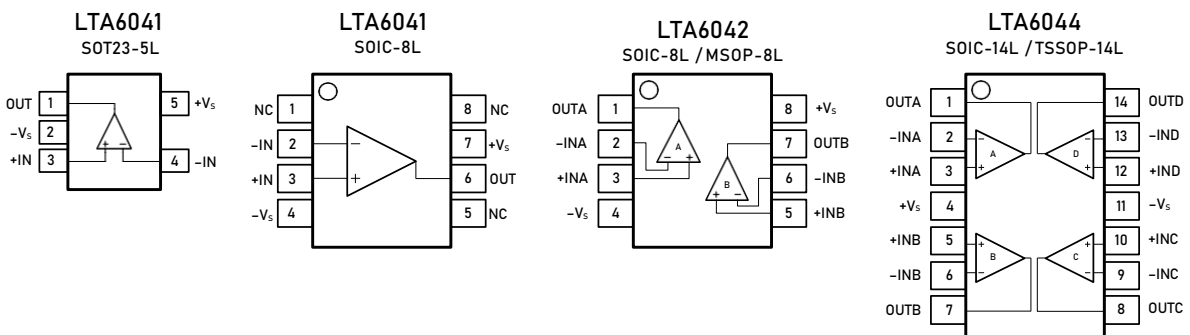 LTA6041
SOT23-5L
OUT 1
5 +VS
−VS 2
+IN 3
4 −IN
+ −
LTA6041
SOIC-8L
NC 1
8 NC
−IN 2
7 +VS
+IN 3
6 OUT
−VS 4
5 NC
−
+
LTA6042
SOIC-8L / MSOP-8L
OUTA 1
8 +VS
−INA 2
7 OUTB
+INA 3
6 −INB
−VS 4
5 +INB
A
− +
B
+ −
LTA6044
SOIC-14L / TSSOP-14L
OUTA 1
14 OUTD
−INA 2
13 −IND
+INA 3
12 +IND
+VS 4
11 −VS
+INB 5
10 +INC
−INB 6
9 −INC
OUTB 7
8 OUTC
− −
A D
+ +
+ +
B C
− −